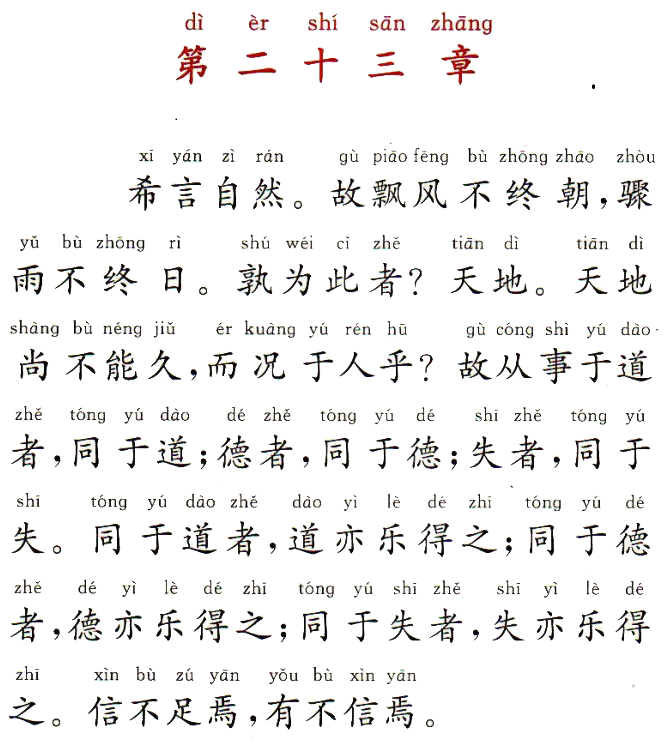 dì èr shí sān zhāng
第二十三章
xī yán zì rán gù piāo fēng bù zhōng zhāo zhòu
希言自然。故飘风不终朝，骤
yǔ bù zhōng rì shú wéi cǐ zhě tiān dì tiān dì
雨不终日。孰为此者？天地。天地
shàng bù néng jiǔ ér kuàng yú rén hū gù cóng shì yú dào
尚不能久，而况于人乎？故从事于道
zhě tóng yú dào dé zhě tóng yú dé shī zhě tóng yú
者，同于道；德者，同于德；失者，同于
shī tóng yú dào zhě dào yì lè dé zhī tóng yú dé
失。同于道者，道亦乐得之；同于德
zhě dé yì lè dé zhī tóng yú shī zhě shī yì lè dé
者，德亦乐得之；同于失者，失亦乐得
zhī xìn bù zú yān yǒu bù xìn yān
之。信不足焉，有不信焉。